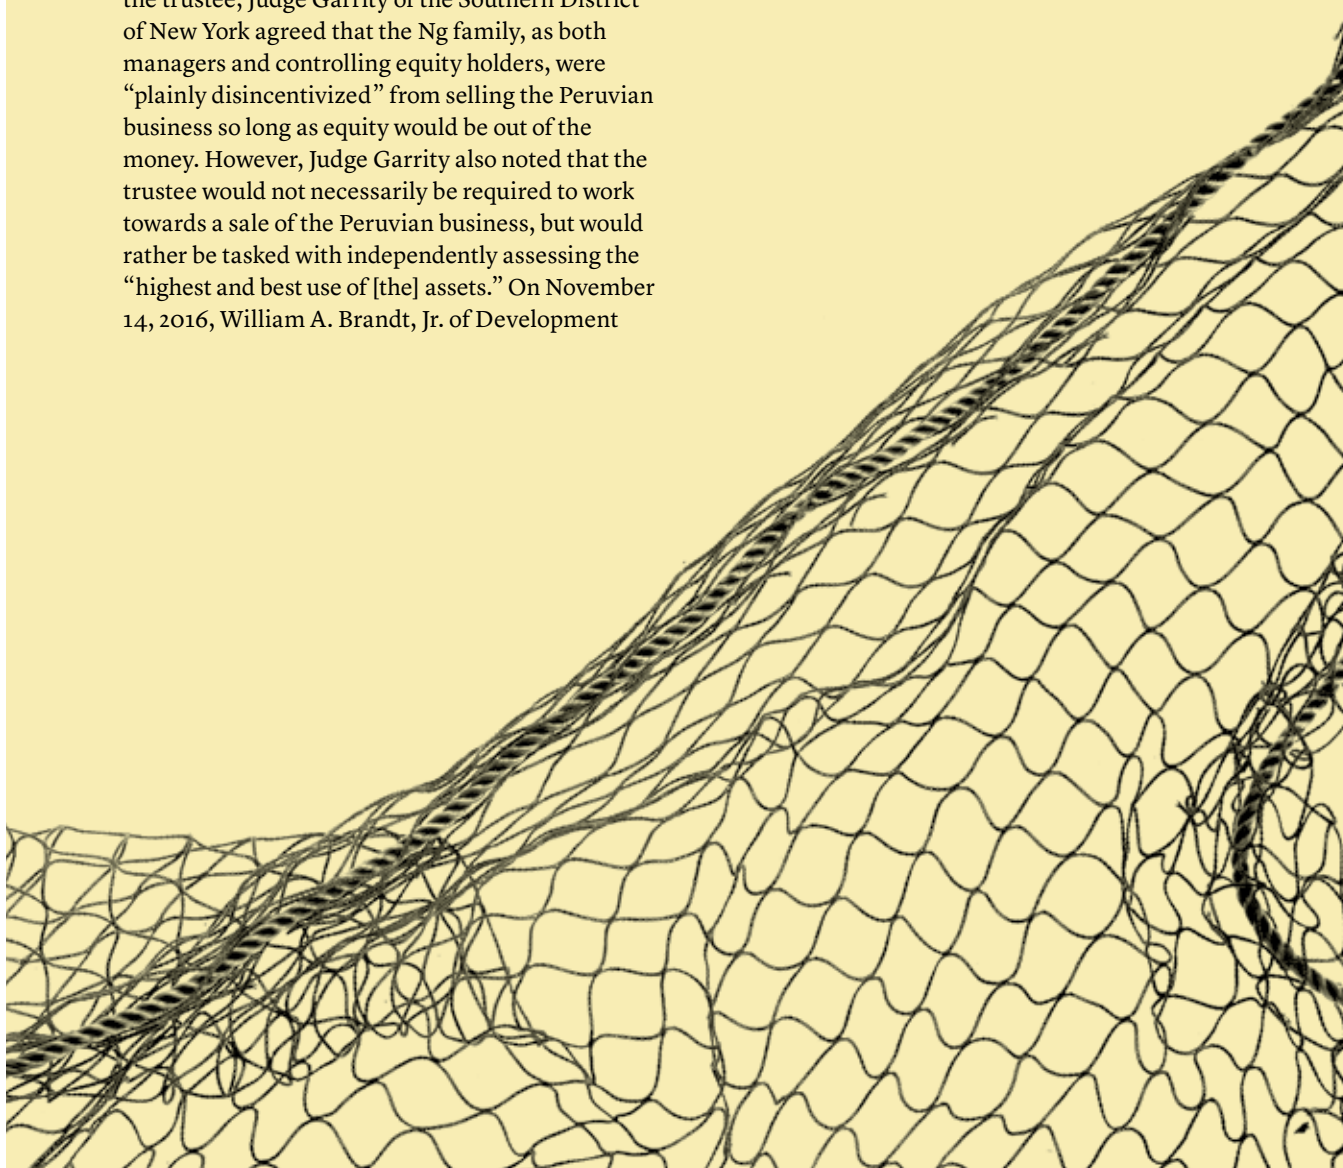 the trustee, Judge Garrity of the Southern District
of New York agreed that the Ng family, as both
managers and controlling equity holders, were
“plainly disincentivized” from selling the Peruvian
business so long as equity would be out of the
money. However, Judge Garrity also noted that the
trustee would not necessarily be required to work
towards a sale of the Peruvian business, but would
rather be tasked with independently assessing the
“highest and best use of [the] assets.” On November
14, 2016, William A. Brandt, Jr. of Development